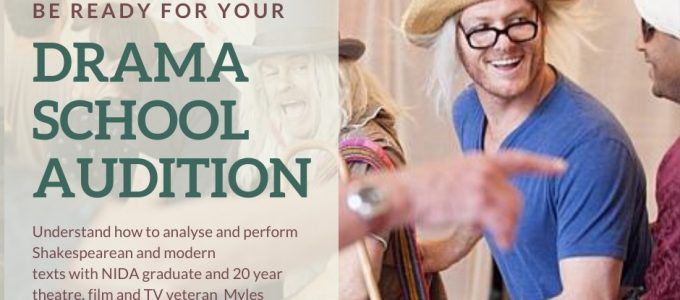 BE READY FOR YOUR
DRAMA
SCHOOL
AUDITION
Understand how to analyse and perform
Shakespearean and modern
texts with NIDA graduate and 20 year
theatre, film and TV veteran Myles